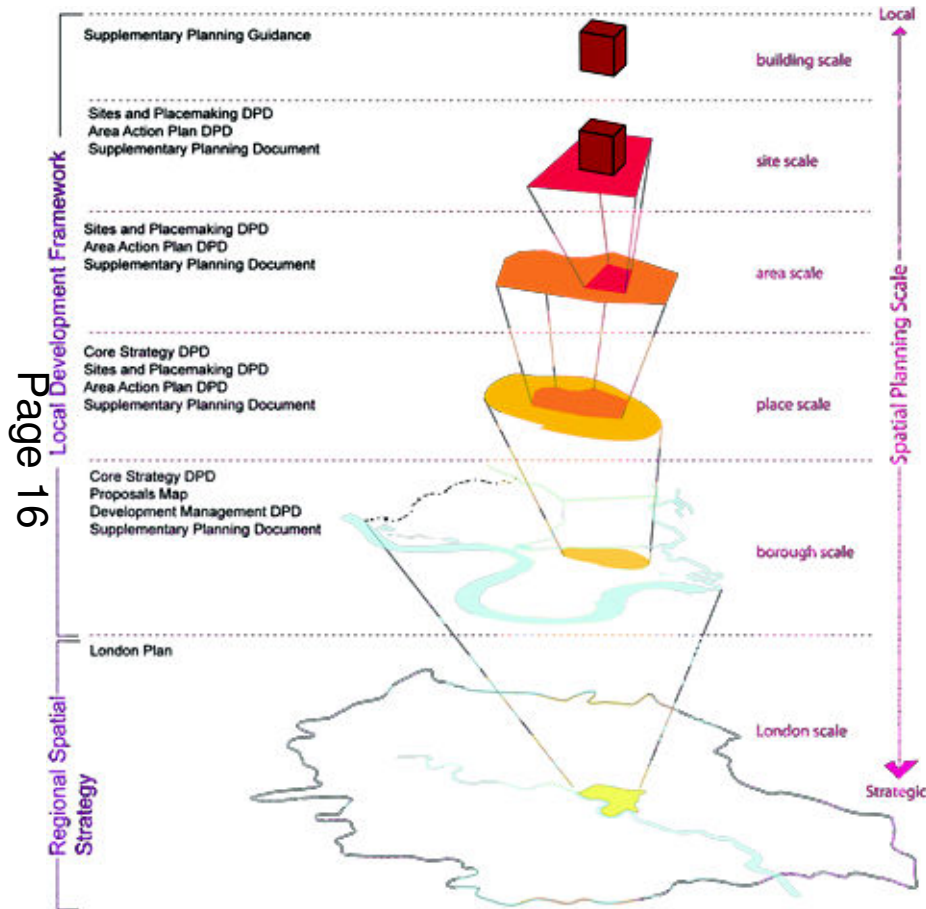 Local
Supplementary Planning Guidance
building scale
Sites and Placemaking DPD
Area Action Plan DPD
Supplementary Planning Document
site scale
Sites and Placemaking DPD
Area Action Plan DPD
Supplementary Planning Document
area scale
Core Strategy DPD
Sites and Placemaking DPD
Area Action Plan DPD
Supplementary Planning Document
place scale
Core Strategy DPD
Proposals Map
Development Management DPD
Supplementary Planning Document
borough scale
London Plan
London scale
Strategic
Local Development Framework
Regional Spatial
Strategy
Spatial Planning Scale
Page 16